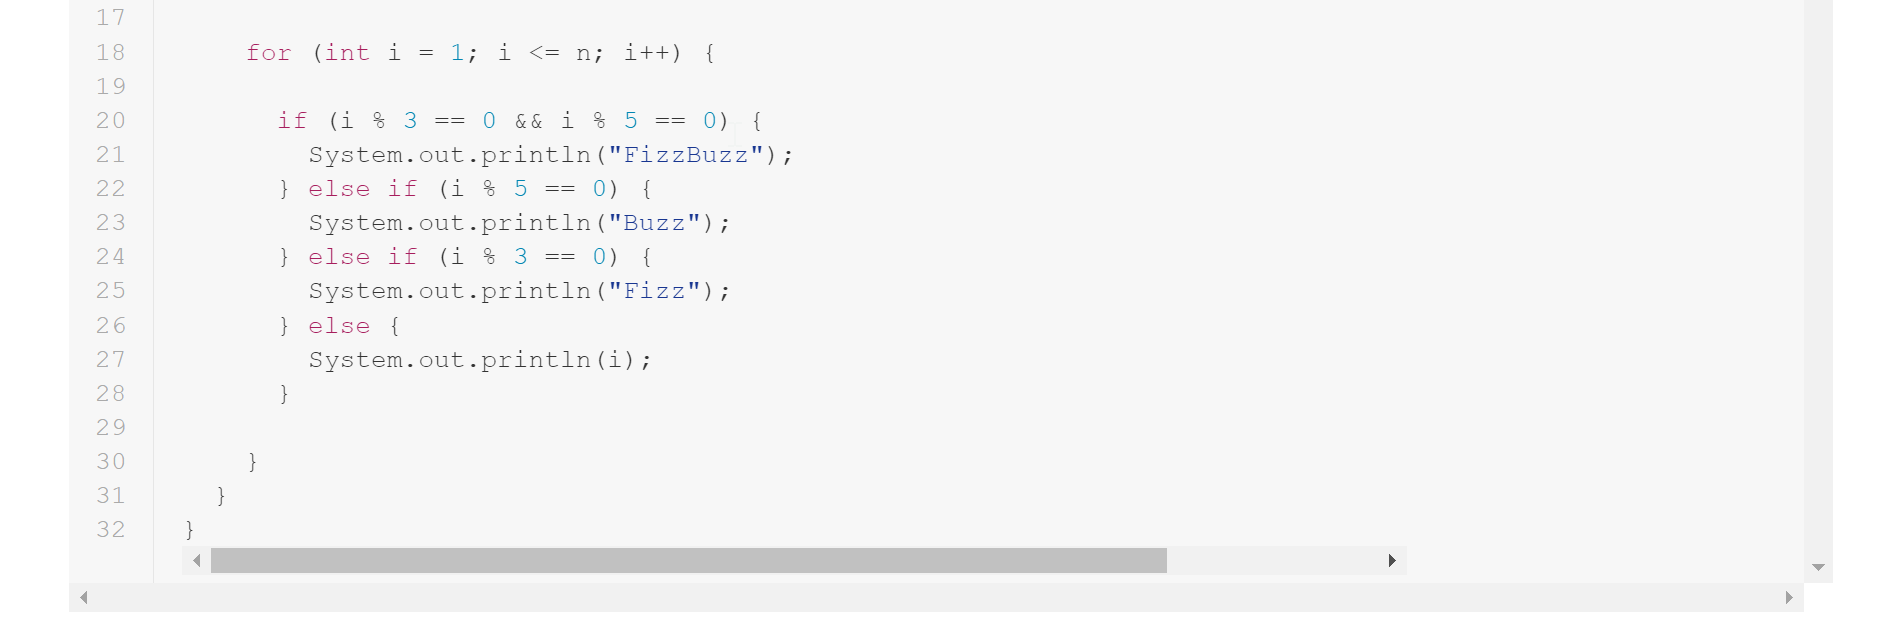 17
18 for (int i = 1; i <= n; i++) {
19
20 if (i % 3 == 0 && i % 5 == 0) {
21 System.out.println("FizzBuzz");
22 } else if (i % 5 == 0) {
23 System.out.println("Buzz");
24 } else if (i % 3 == 0) {
25 System.out.println("Fizz");
26 } else {
27 System.out.println(i);
28 }
29
30 }
31 }
32 }